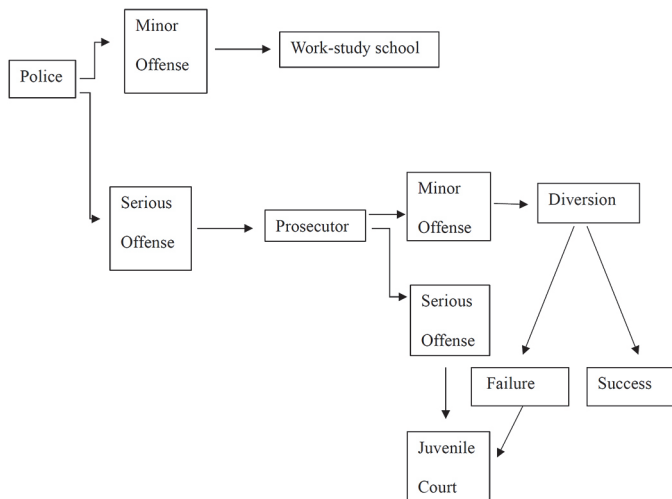 Minor
Offense
Work-study school
Police
Serious
Offense
Prosecutor
Minor
Offense
Diversion
Serious
Offense
Failure
Success
Juvenile
Court